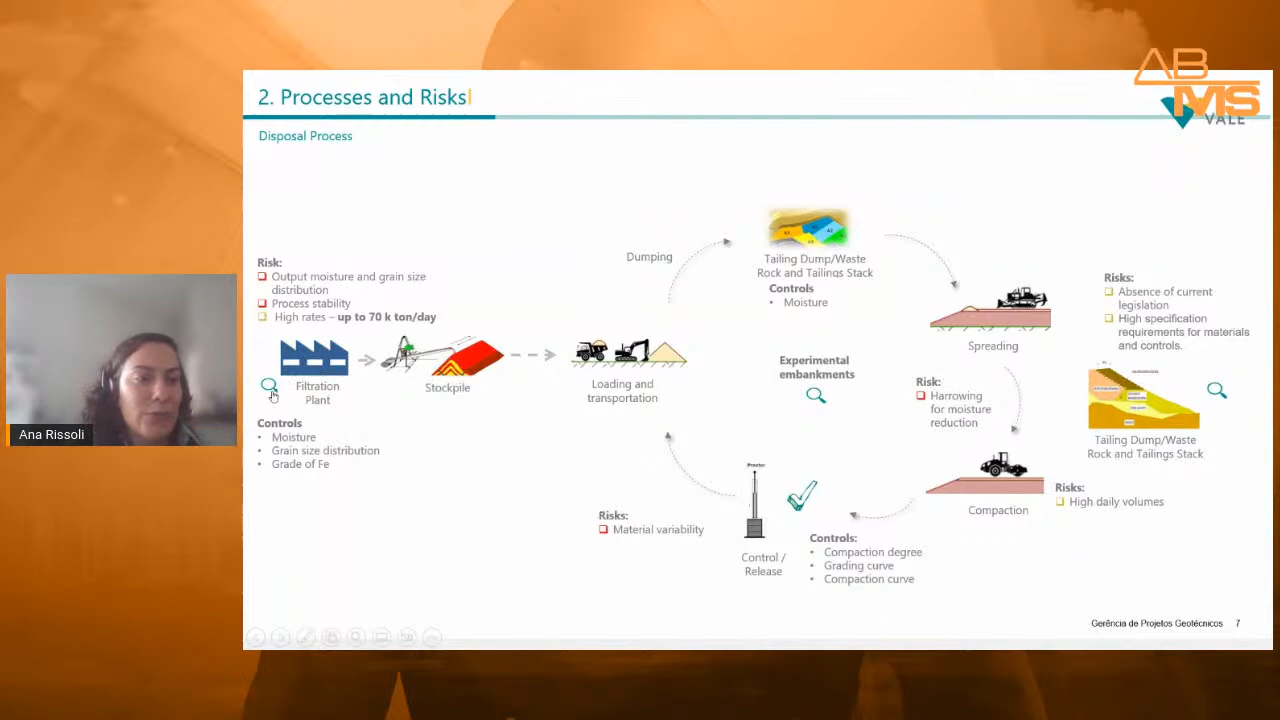 AB
MS
VALE
2. Processes and Risks
Disposal Process
Risk:
Output moisture and grain size
distribution
Process stability
High rates – up to 70 k ton/day
Filtration
Plant
Controls
• Moisture
• Grain size distribution
• Grade of Fe
Stockpile
Loading and
transportation
Dumping
Tailing Dump/Waste
Rock and Tailings Stack
Controls
• Moisture
Spreading
Experimental
embankments
Risk:
Harrowing
for moisture
reduction
Compaction
Risks:
High daily volumes
Risks:
Absence of current
legislation
High specification
requirements for materials
and controls.
Tailing Dump/Waste
Rock and Tailings Stack
Proctor
Control /
Release
Controls:
• Compaction degree
• Grading curve
• Compaction curve
Risks:
Material variability
Ana Rissoli
Gerência de Projetos Geotécnicos 7